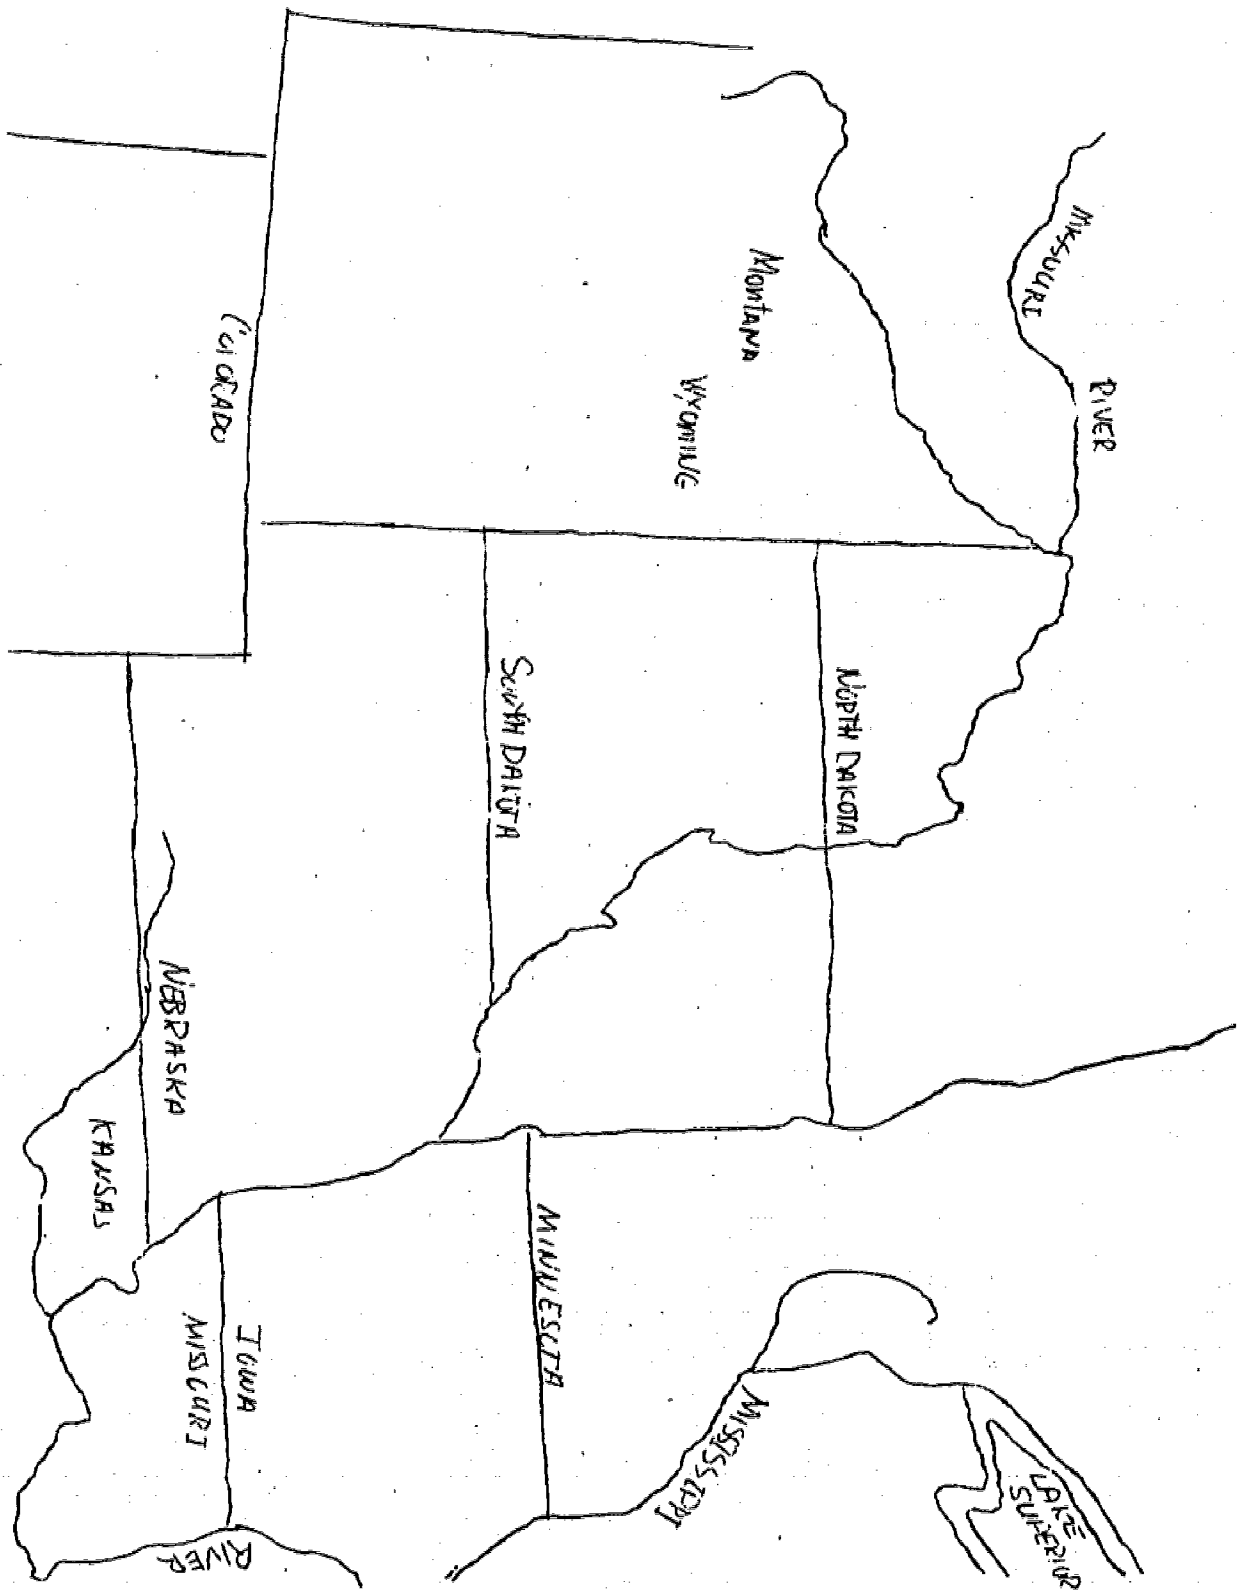 MISSOURI
RIVER
Montana
WYOMING
COLORADO
NORTH DAKOTA
SOUTH DAKOTA
NEBRASKA
KANSAS
MINNESOTA
IOWA
MISSOURI
MISSISSIPPI
RIVER
LAKE
SUPERIOR